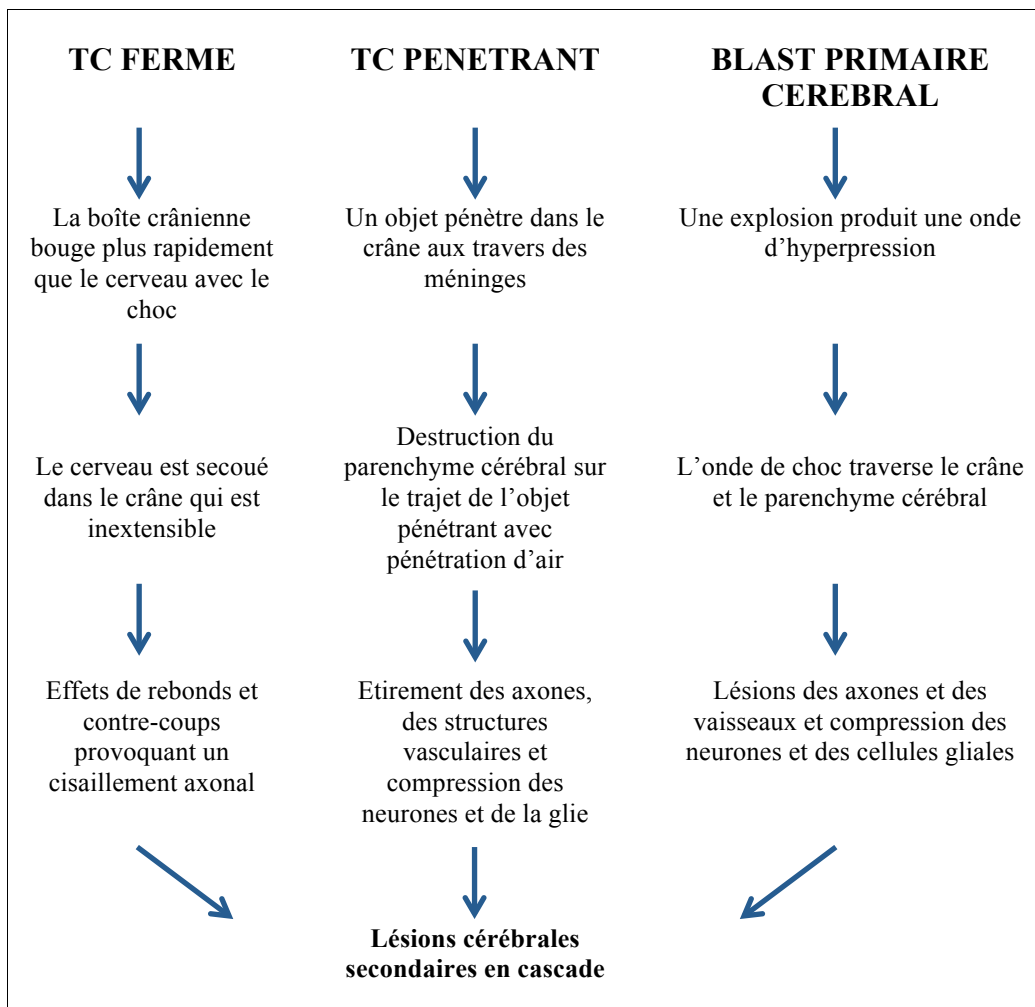 TC FERME
La boîte crânienne
bouge plus rapidement
que le cerveau avec le
choc
Le cerveau est secoué
dans le crâne qui est
inextensible
Effets de rebonds et
contre-coups
provoquant un
cisaillement axonal
TC PENETRANT
Un objet pénètre dans le
crâne aux travers des
méninges
Destruction du
parenchyme cérébral sur
le trajet de l’objet
pénétrant avec
pénétration d’air
Etirement des axones,
des structures
vasculaires et
compression des
neurones et de la glie
BLAST PRIMAIRE
CEREBRAL
Une explosion produit une onde
d’hyperpression
L’onde de choc traverse le crâne
et le parenchyme cérébral
Lésions des axones et des
vaisseaux et compression des
neurones et des cellules gliales
Lésions cérébrales
secondaires en cascade